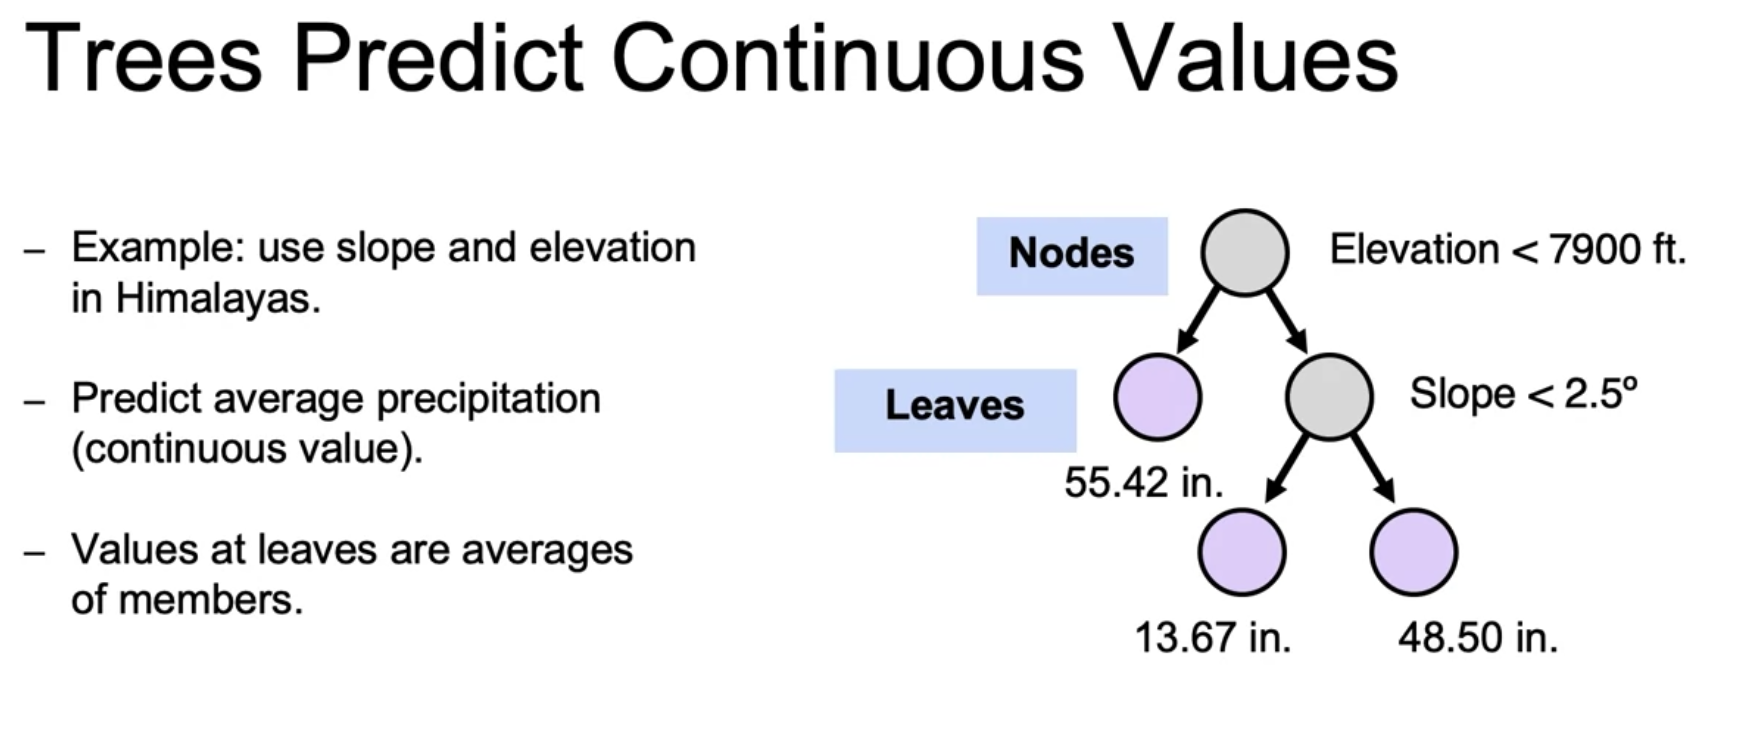 Trees Predict Continuous Values
– Example: use slope and elevation
in Himalayas.
– Predict average precipitation
(continuous value).
– Values at leaves are averages
of members.
Nodes
Elevation < 7900 ft.
Leaves
Slope < 2.5º
55.42 in.
13.67 in.
48.50 in.